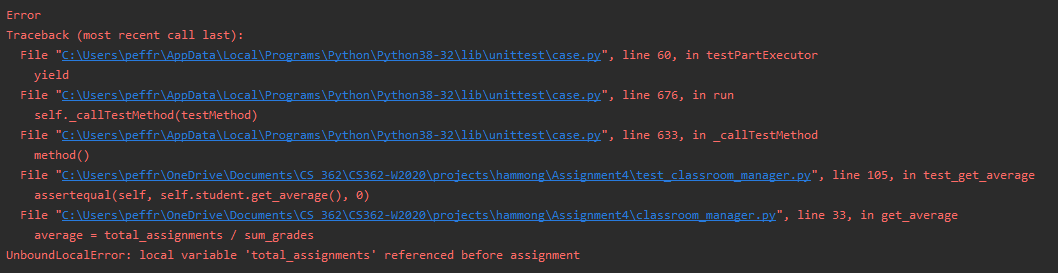 Error
Traceback (most recent call last):
  File "C:\Users\peffr\AppData\Local\Programs\Python\Python38-32\lib\unittest\case.py", line 60, in testPartExecutor
    yield
  File "C:\Users\peffr\AppData\Local\Programs\Python\Python38-32\lib\unittest\case.py", line 676, in run
    self._callTestMethod(testMethod)
  File "C:\Users\peffr\AppData\Local\Programs\Python\Python38-32\lib\unittest\case.py", line 633, in _callTestMethod
    method()
  File "C:\Users\peffr\OneDrive\Documents\CS 362\CS362-W2020\projects\hammong\Assignment4\test_classroom_manager.py", line 105, in test_get_average
    assertequal(self, self.student.get_average(), 0)
  File "C:\Users\peffr\OneDrive\Documents\CS 362\CS362-W2020\projects\hammong\Assignment4\classroom_manager.py", line 33, in get_average
    average = total_assignments / sum_grades
UnboundLocalError: local variable 'total_assignments' referenced before assignment